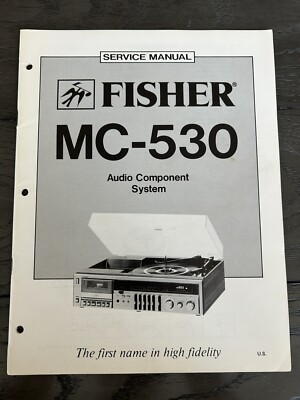 SERVICE MANUAL
FISHER®
MC-530
Audio Component
System
The first name in high fidelity
U.S.